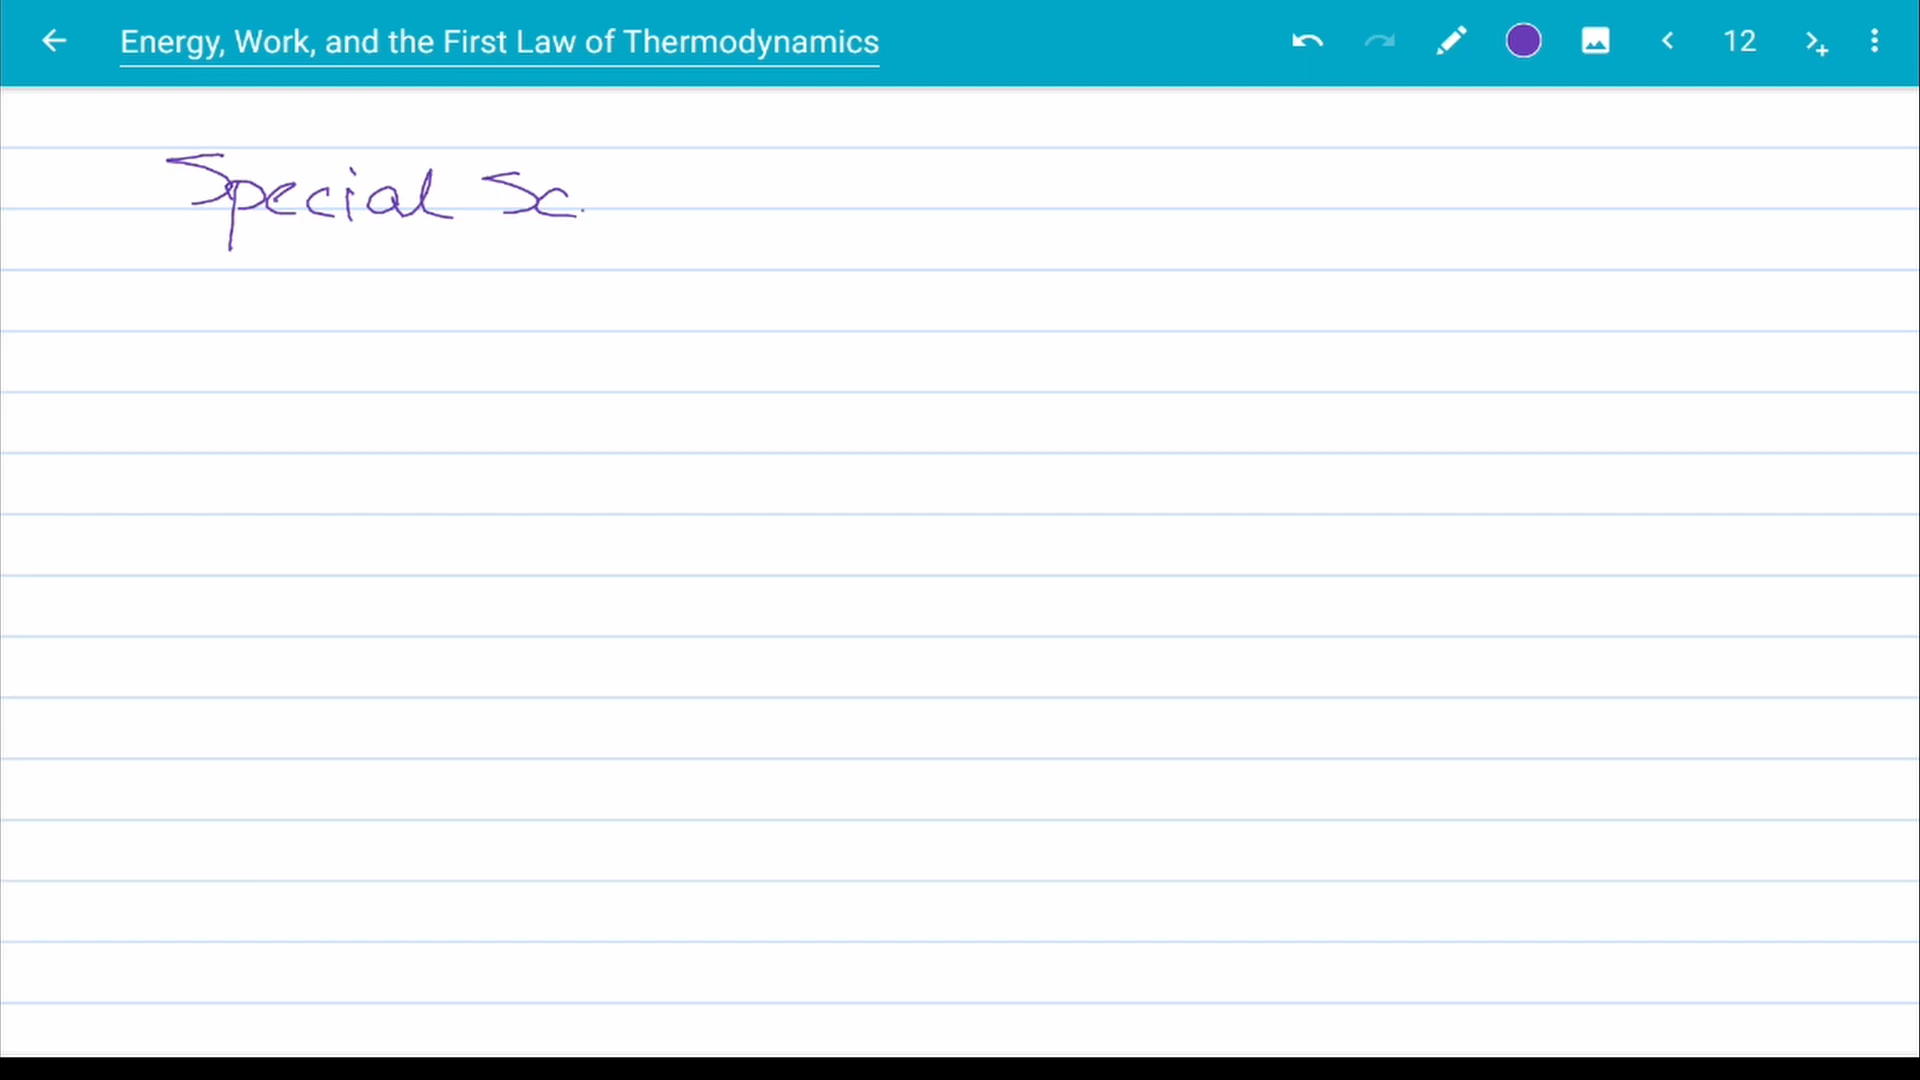 Energy, Work, and the First Law of Thermodynamics 12
Special Sc